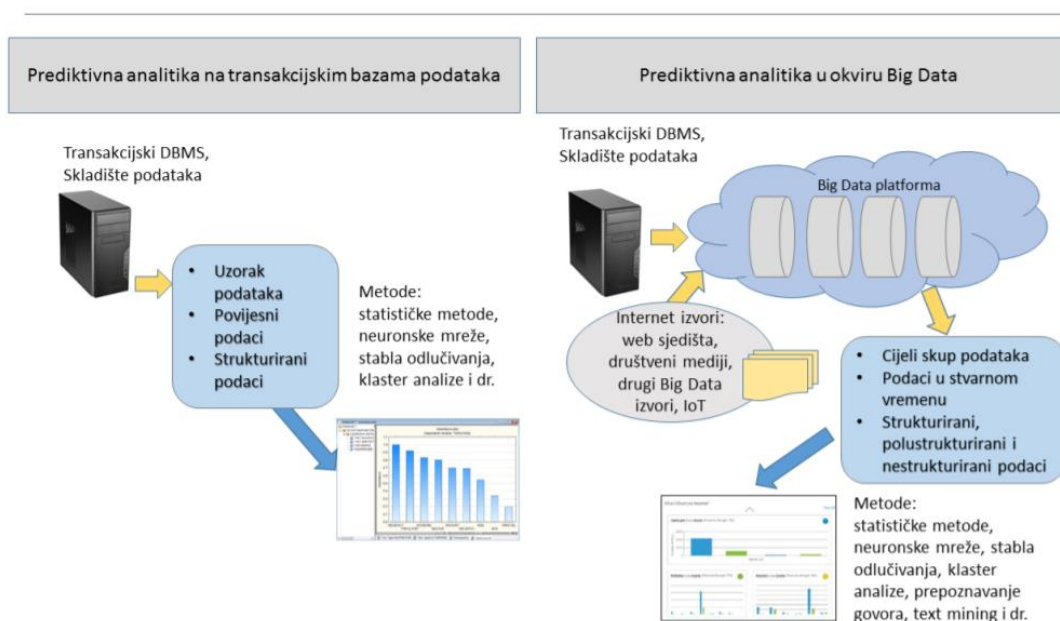 Prediktivna analitika na transakcijskim bazama podataka
Transakcijski DBMS,
Skladište podataka
• Uzorak
podataka
• Povijesni
podaci
• Strukturirani
podaci
Metode:
statističke metode,
neuronske mreže,
stabla odlučivanja,
klaster analize i dr.
Prediktivna analitika u okviru Big Data
Transakcijski DBMS,
Skladište podataka
Big Data platforma
Internet izvori:
web sjedišta,
društveni mediji,
drugi Big Data
izvori, IoT
• Cijeli skup podataka
• Podaci u stvarnom
vremenu
• Strukturirani,
polustrukturirani i
nestrukturirani podaci
Metode:
statističke metode,
neuronske mreže, stabla
odlučivanja, klaster
analize, prepoznavanje
govora, text mining i dr.